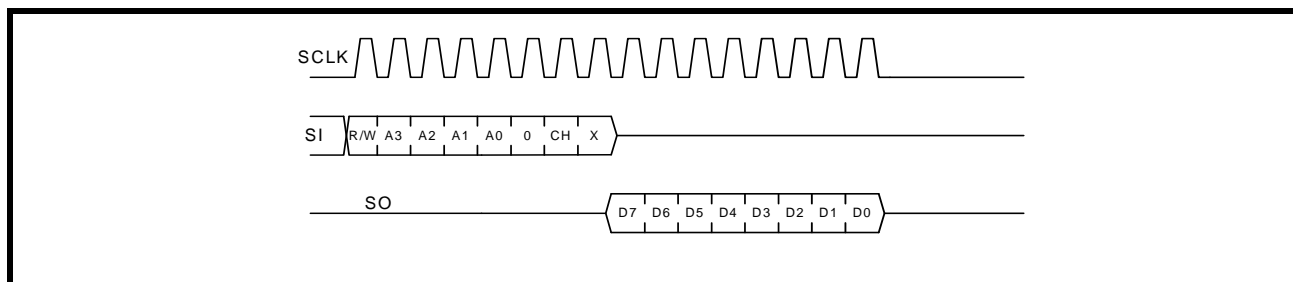 SCLK
SI R/W A3 A2 A1 A0 0 CH X
SO
D7 D6 D5 D4 D3 D2 D1 D0